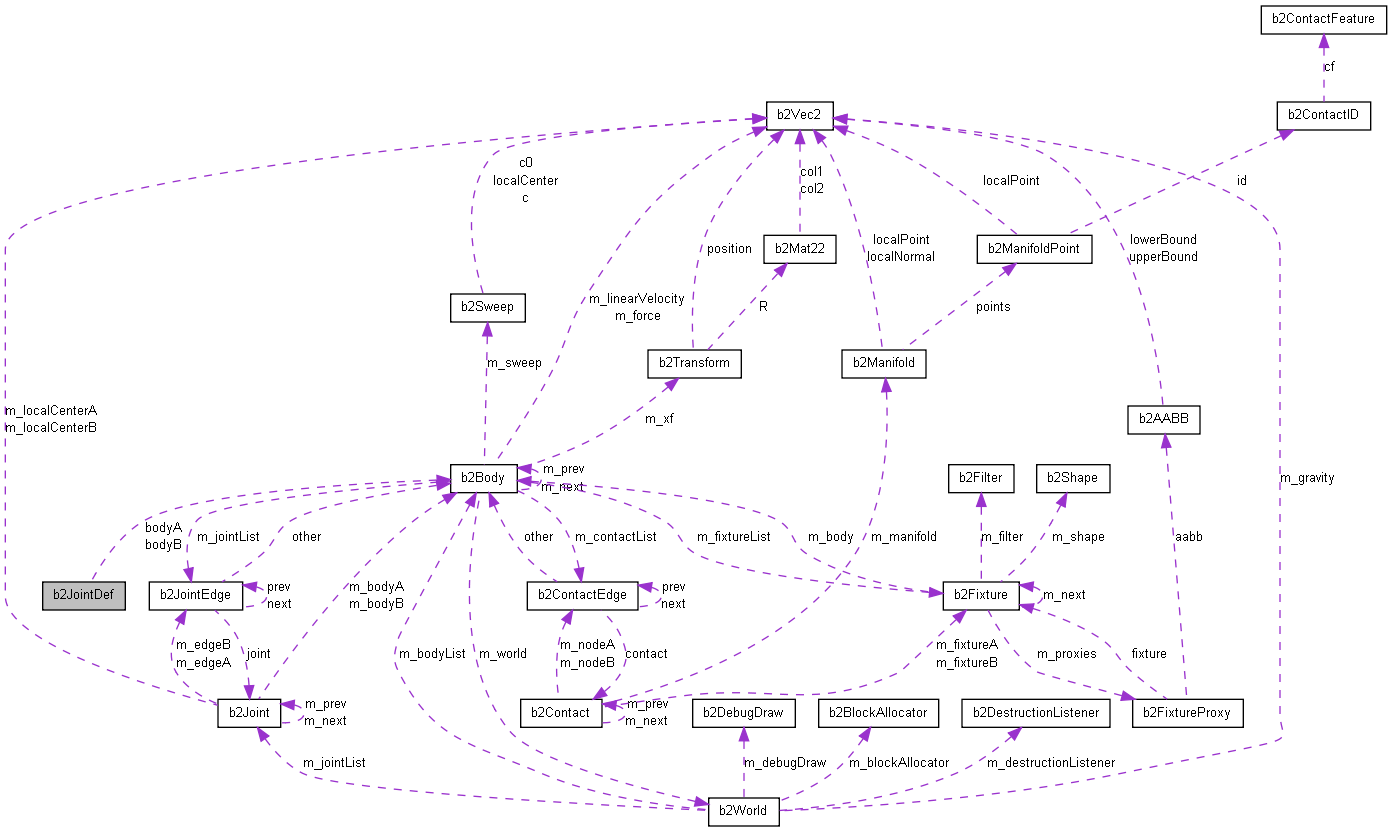 b2ContactFeature
cf
b2Vec2
b2ContactID
c0
localCenter
c
col1
col2
localPoint
id
position
b2Mat22
localPoint
localNormal
b2ManifoldPoint
lowerBound
upperBound
b2Sweep
m_linearVelocity
m_force
R
points
m_sweep
b2Transform
b2Manifold
m_localCenterA
m_localCenterB
m_xf
b2AABB
b2Body
m_prev
m_next
b2Filter
b2Shape
m_gravity
bodyA
bodyB
m_jointList
other
other
m_contactList
m_fixtureList
m_body
m_manifold
m_filter
m_shape
aabb
b2JointDef
b2JointEdge
prev
next
m_bodyA
m_bodyB
b2ContactEdge
prev
next
b2Fixture
m_next
m_edgeB
m_edgeA
joint
m_bodyList
m_world
m_nodeA
m_nodeB
contact
m_fixtureA
m_fixtureB
m_proxies
fixture
b2Joint
m_prev
m_next
b2Contact
m_prev
m_next
b2DebugDraw
b2BlockAllocator
b2DestructionListener
b2FixtureProxy
m_jointList
m_debugDraw
m_blockAllocator
m_destructionListener
b2World